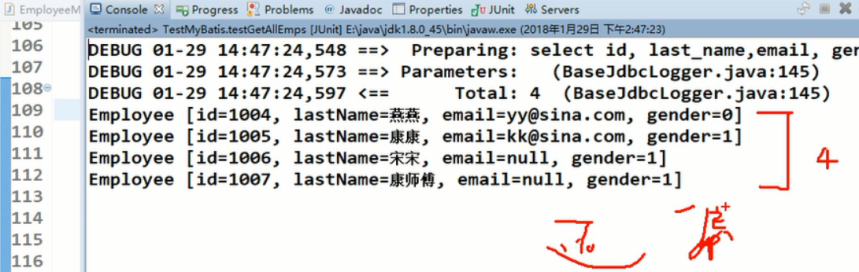 EmployeeM
Console Progress Problems @ Javadoc Properties JUnit Servers
<terminated> TestMyBatis.testGetAllEmps [JUnit] E:\java\jdk1.8.0_45\bin\javaw.exe (2018年1月29日 下午2:47:23)
105
106 DEBUG 01-29 14:47:24,548 ==> Preparing: select id, last_name,email, gen
107 DEBUG 01-29 14:47:24,573 ==> Parameters: (BaseJdbcLogger.java:145)
108 DEBUG 01-29 14:47:24,597 <== Total: 4 (BaseJdbcLogger.java:145)
109 Employee [id=1004, lastName=燕燕, email=yy@sina.com, gender=0]
110 Employee [id=1005, lastName=康康, email=kk@sina.com, gender=1]
111 Employee [id=1006, lastName=宋宋, email=null, gender=1] 4
112 Employee [id=1007, lastName=康师傅, email=null, gender=1]
113
114
115
116